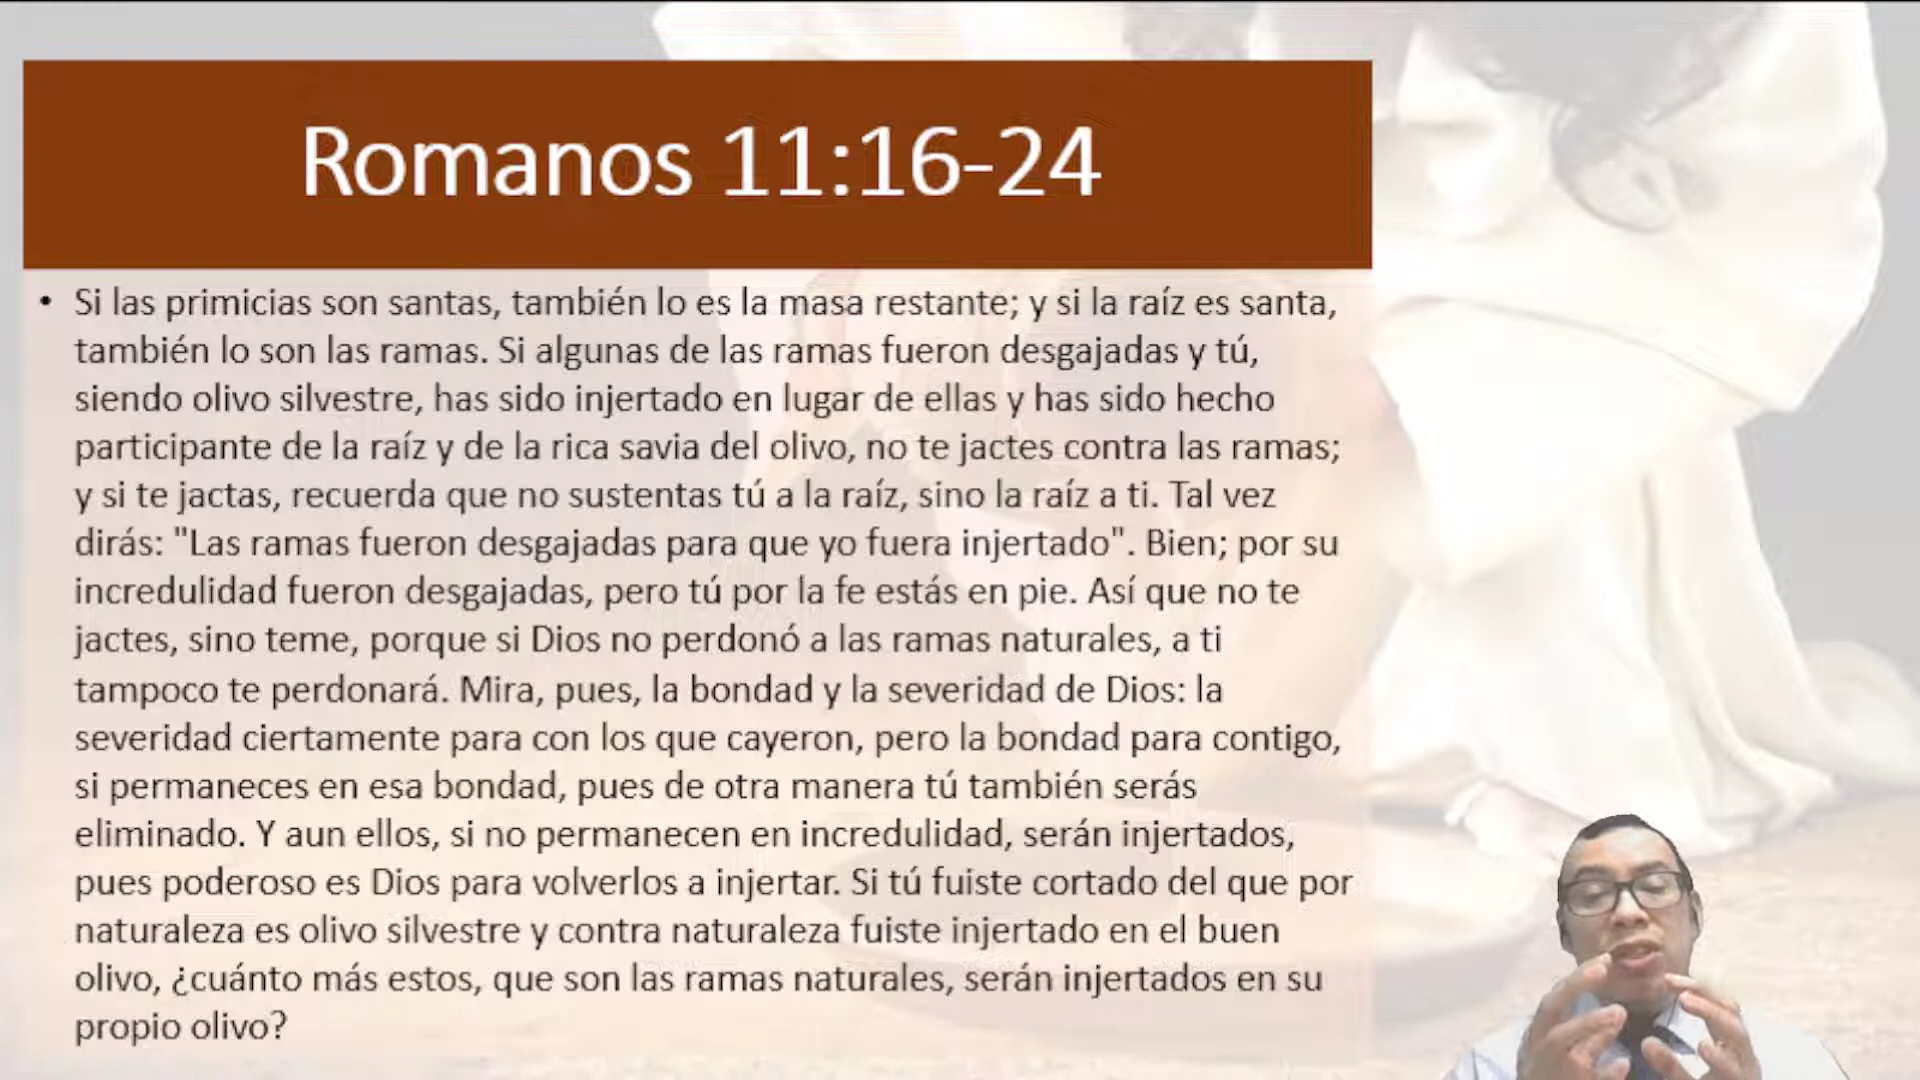 Romanos 11:16-24
• Si las primicias son santas, también lo es la masa restante; y si la raíz es santa,
también lo son las ramas. Si algunas de las ramas fueron desgajadas y tú,
siendo olivo silvestre, has sido injertado en lugar de ellas y has sido hecho
participante de la raíz y de la rica savia del olivo, no te jactes contra las ramas;
y si te jactas, recuerda que no sustentas tú a la raíz, sino la raíz a ti. Tal vez
dirás: "Las ramas fueron desgajadas para que yo fuera injertado". Bien; por su
incredulidad fueron desgajadas, pero tú por la fe estás en pie. Así que no te
jactes, sino teme, porque si Dios no perdonó a las ramas naturales, a ti
tampoco te perdonará. Mira, pues, la bondad y la severidad de Dios: la
severidad ciertamente para con los que cayeron, pero la bondad para contigo,
si permaneces en esa bondad, pues de otra manera tú también serás
eliminado. Y aun ellos, si no permanecen en incredulidad, serán injertados,
pues poderoso es Dios para volverlos a injertar. Si tú fuiste cortado del que por
naturaleza es olivo silvestre y contra naturaleza fuiste injertado en el buen
olivo, ¿cuánto más estos, que son las ramas naturales, serán injertados en su
propio olivo?